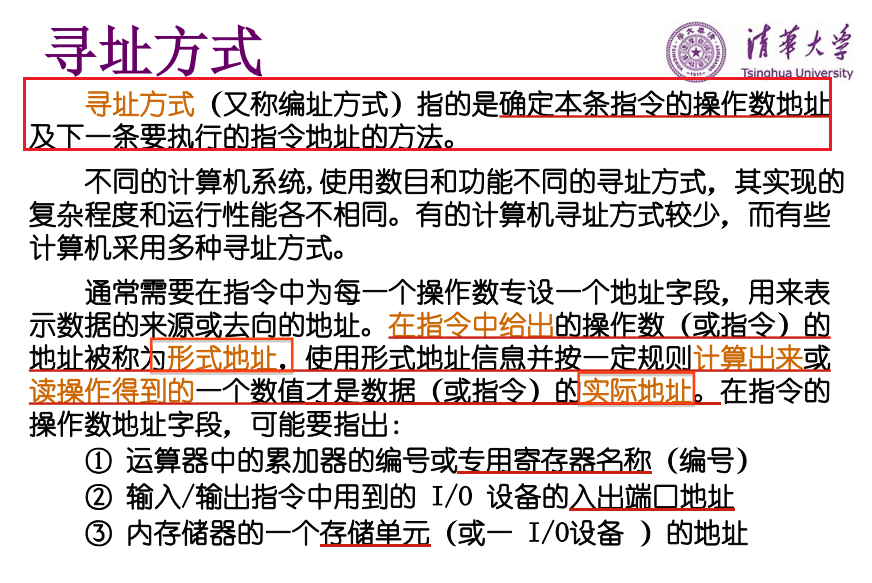 寻址方式
清华大学
Tsinghua University
寻址方式（又称编址方式）指的是确定本条指令的操作数地址
及下一条要执行的指令地址的方法。
不同的计算机系统,使用数目和功能不同的寻址方式，其实现的
复杂程度和运行性能各不相同。有的计算机寻址方式较少，而有些
计算机采用多种寻址方式。
通常需要在指令中为每一个操作数专设一个地址字段，用来表
示数据的来源或去向的地址。在指令中给出的操作数（或指令）的
地址被称为形式地址，使用形式地址信息并按一定规则计算出来或
读操作得到的一个数值才是数据（或指令）的实际地址。在指令的
操作数地址字段，可能要指出：
① 运算器中的累加器的编号或专用寄存器名称（编号）
② 输入/输出指令中用到的 I/O 设备的入出端口地址
③ 内存储器的一个存储单元（或一 I/O设备 ）的地址